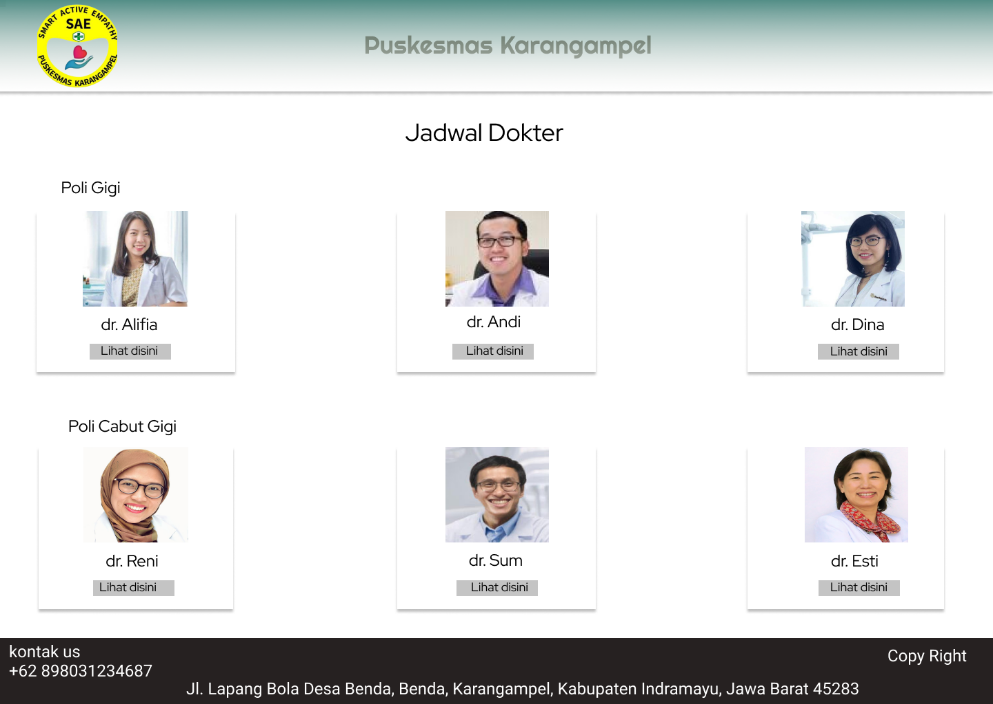 SMART ACTIVE EMPATHY
SAE
PUSKESMAS KARANGAMPEL
Puskesmas Karangampel
Jadwal Dokter
Poli Gigi
dr. Alifia
dr. Andi
dr. Dina
Lihat disini
Lihat disini
Lihat disini
Poli Cabut Gigi
dr. Reni
dr. Sum
dr. Esti
Lihat disini
Lihat disini
Lihat disini
kontak us
+62 898031234687
Copy Right
Jl. Lapang Bola Desa Benda, Benda, Karangampel, Kabupaten Indramayu, Jawa Barat 45283